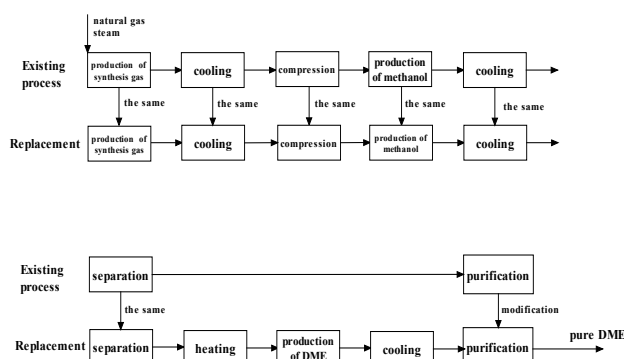 natural gas
steam
Existing
process
production of
synthesis gas
cooling
compression
production
of methanol
cooling
the same
the same
the same
the same
the same
Replacement
production of
synthesis gas
cooling
compression
production of
methanol
cooling
Existing
process
separation
purification
the same
modification
Replacement
separation
heating
production
of DME
cooling
purification
pure DME